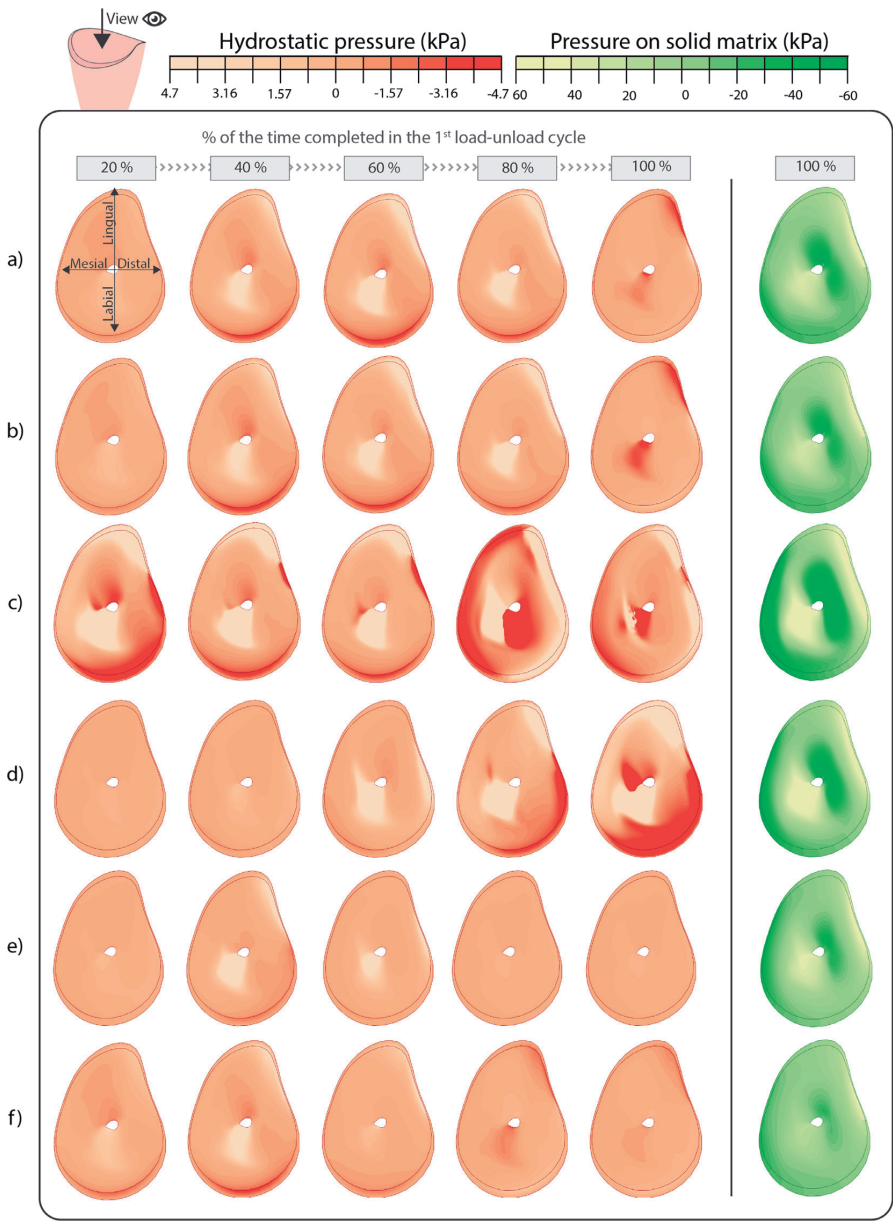 View
Hydrostatic pressure (kPa)
Pressure on solid matrix (kPa)
4.7 3.16 1.57 0 -1.57 -3.16 -4.7
60 40 20 0 -20 -40 -60
% of the time completed in the 1st load-unload cycle
20 % 40 % 60 % 80 % 100 % 100 %
a)
Lingual
Mesial Distal
Labial
b)
c)
d)
e)
f)